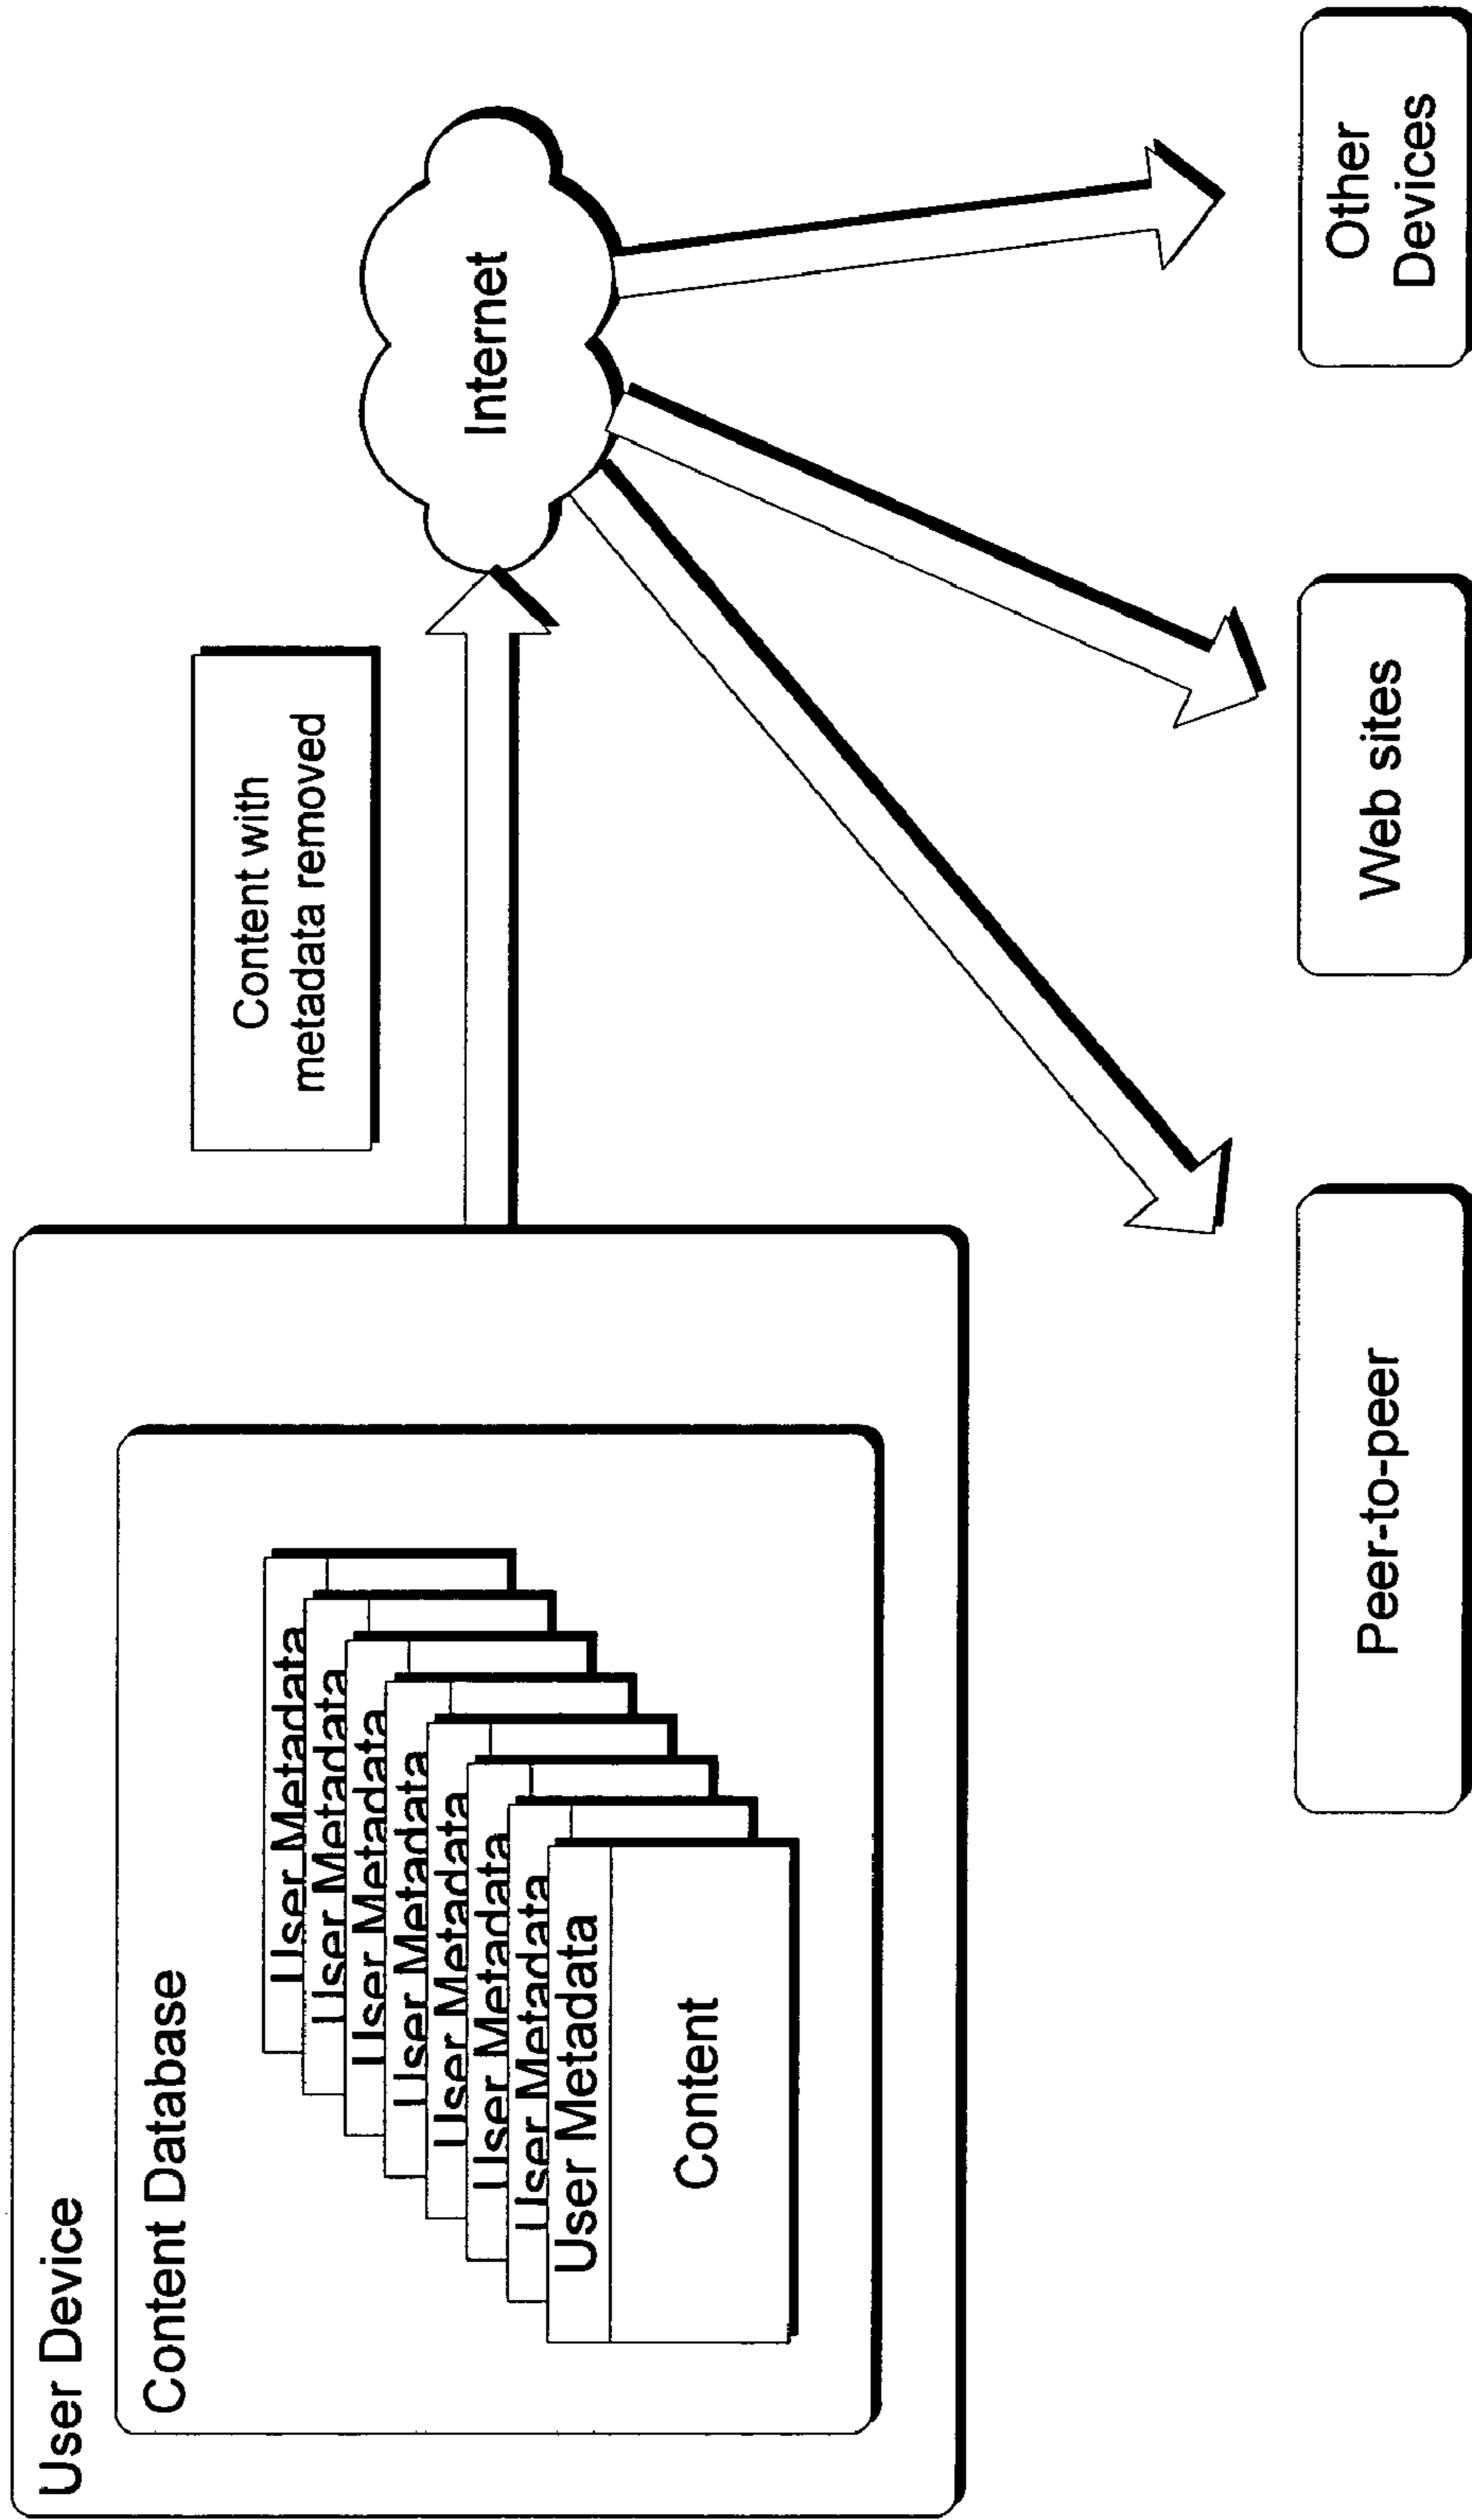 User Device
Content Database
User Metadata
User Metadata
User Metadata
User Metadata
User Metadata
User Metadata
User Metadata
User Metadata
Content
Content with
metadata removed
Internet
Peer-to-peer
Web sites
Other
Devices